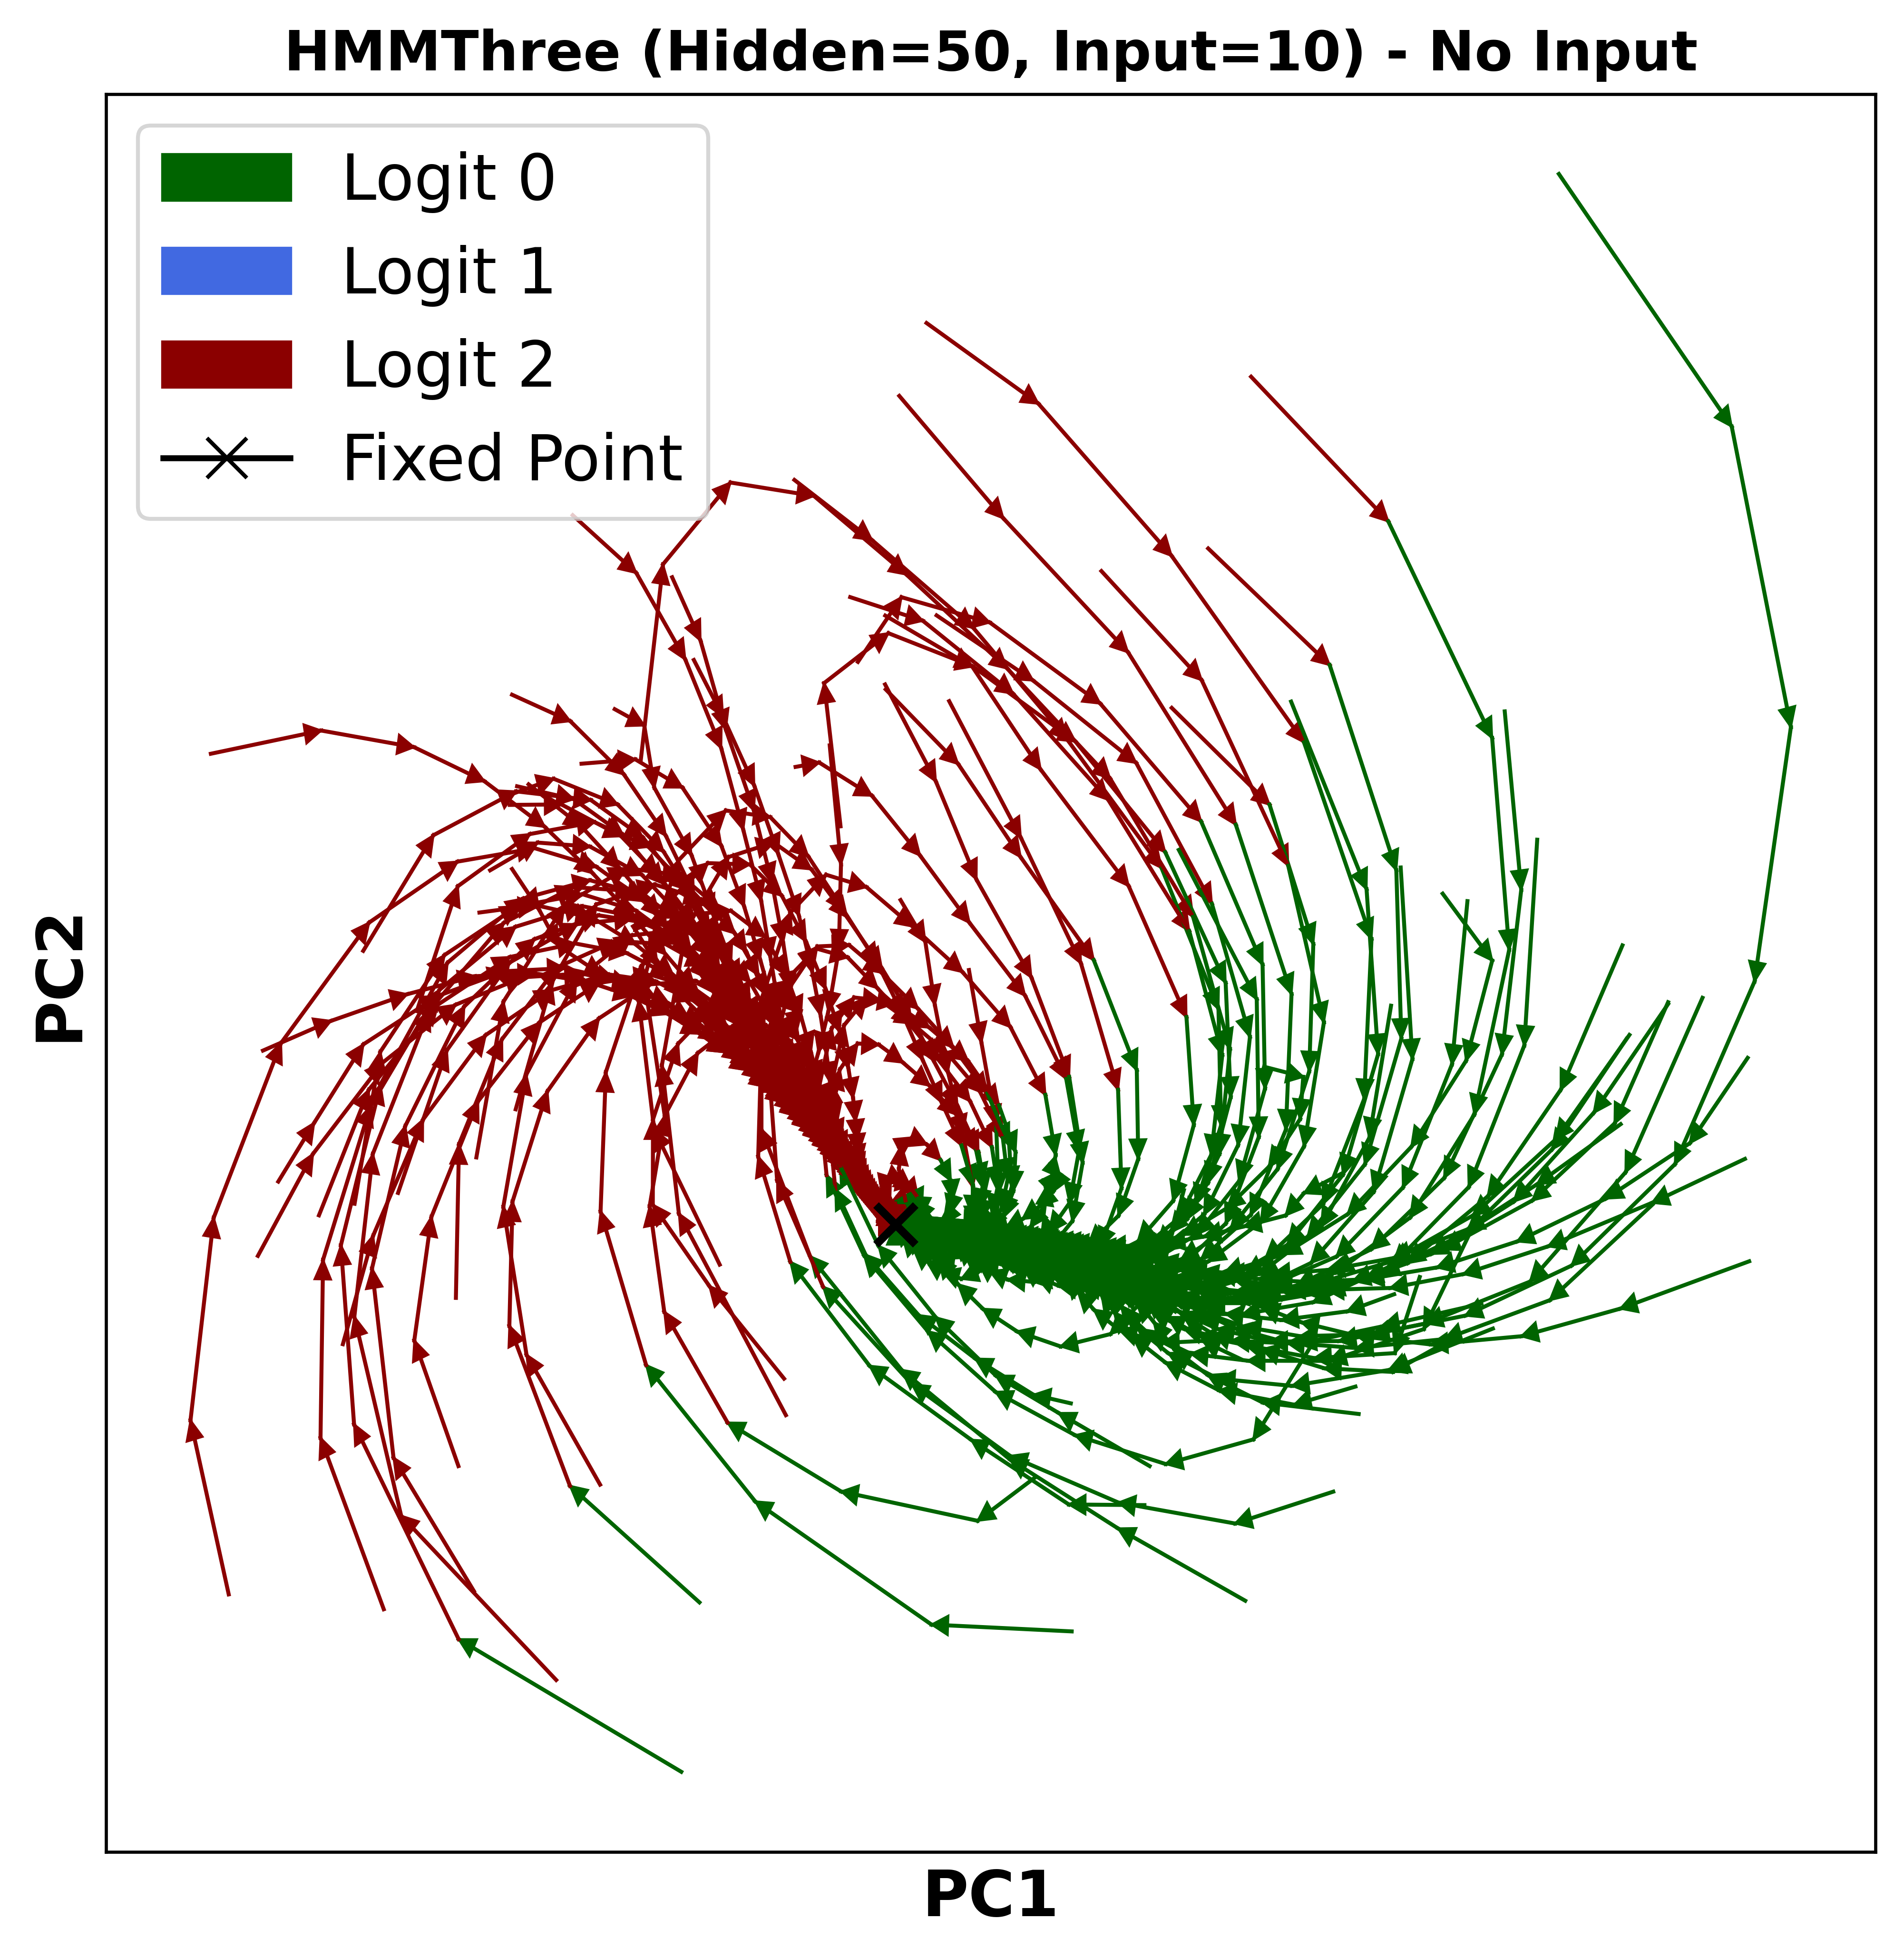 HMMThree (Hidden=50, Input=10) - No Input
Logit 0
Logit 1
Logit 2
Fixed Point
PC2
PC1